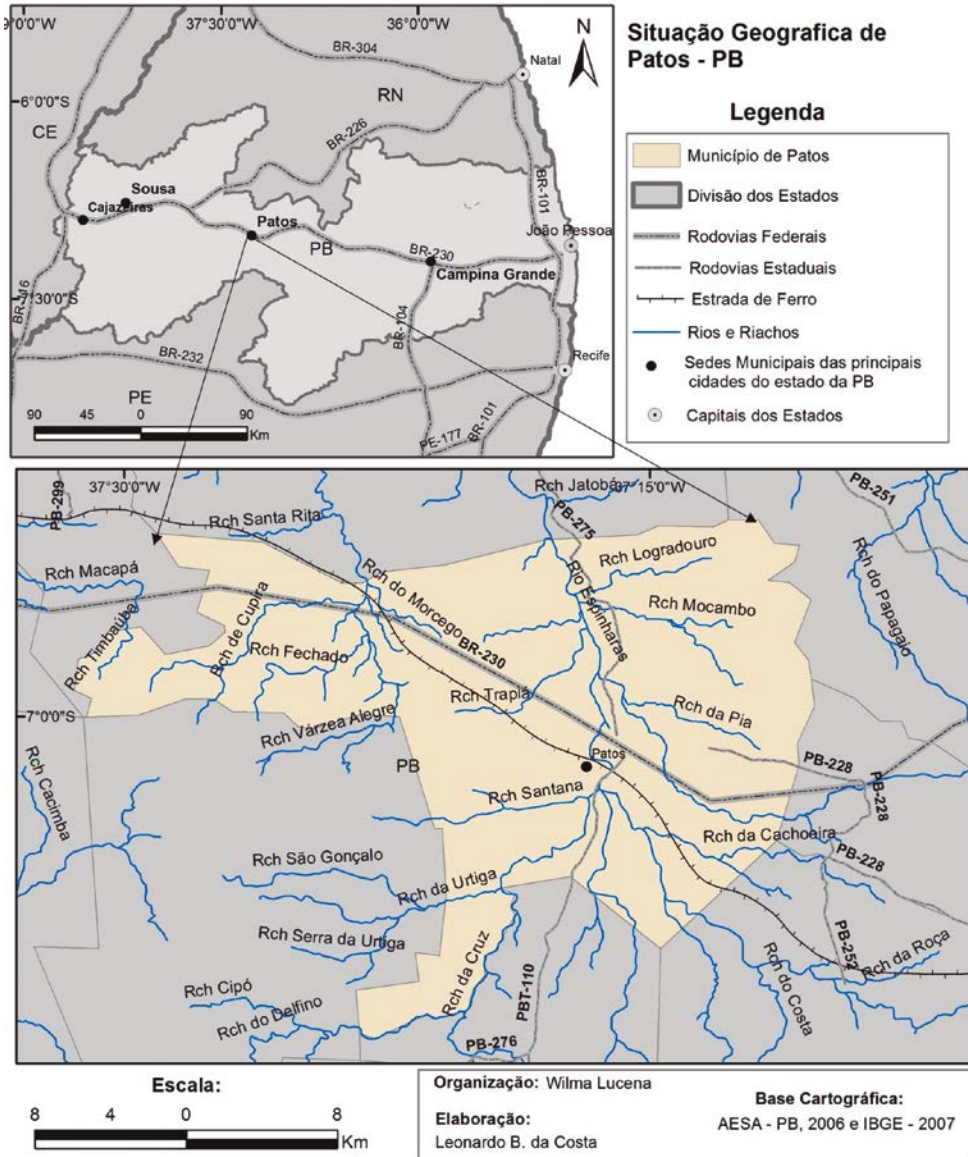 9°0'0"W
37°30'0"W
36°0'0"W
N
Situação Geografica de
Patos - PB
BR-304
Natal
6°0'0"S
CE
RN
BR-226
BR-101
Sousa
Cajazeiras
Patos
PB
BR-230
João Pessoa
Campina Grande
7°30'0"S
BR-116
BR-104
BR-232
Recife
PE
PE-177
BR-101
90 45 0 90
Km
Legenda
Município de Patos
Divisão dos Estados
Rodovias Federais
Rodovias Estaduais
Estrada de Ferro
Rios e Riachos
Sedes Municipais das principais
cidades do estado da PB
Capitais dos Estados
37°30'0"W
37°15'0"W
PB-299
Rch Santa Rita
Rch Jatobá
PB-275
PB-251
Rch Macapá
Rch Timbaúba
Rch de Cupira
Rch do Morcego
Rio Espinharas
Rch Logradouro
Rch Mocambo
Rch do Papagaio
Rch Fechado
BR-230
Rch Traplá
Rch da Pia
7°0'0"S
Rch Várzea Alegre
PB
Patos
PB-228
PB-228
Rch Cacimba
Rch Santana
Rch da Cachoeira
PB-228
Rch São Gonçalo
Rch da Urtiga
Rch Serra da Urtiga
Rch da Cruz
PB-252
Rch da Roça
Rch do Costa
Rch Cipó
Rch do Delfino
PBT-110
PB-276
Escala:
8 4 0 8
Km
Organização: Wilma Lucena
Elaboração:
Leonardo B. da Costa
Base Cartográfica:
AESA - PB, 2006 e IBGE - 2007